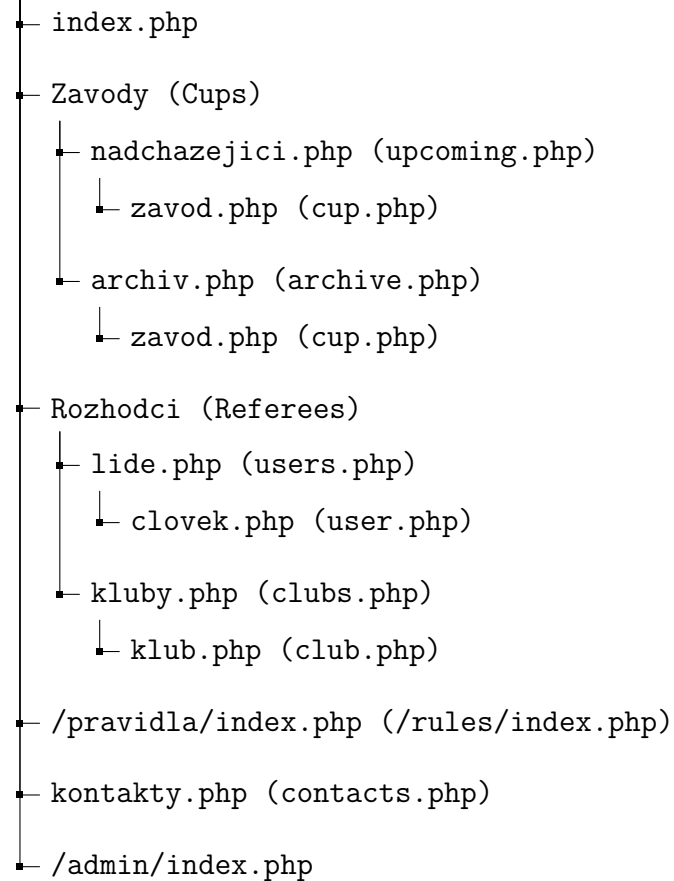 index.php
Zavody (Cups)
nadchazejici.php (upcoming.php)
zavod.php (cup.php)
archiv.php (archive.php)
zavod.php (cup.php)
Rozhodci (Referees)
lide.php (users.php)
clovek.php (user.php)
kluby.php (clubs.php)
klub.php (club.php)
/pravidla/index.php (/rules/index.php)
kontakty.php (contacts.php)
/admin/index.php